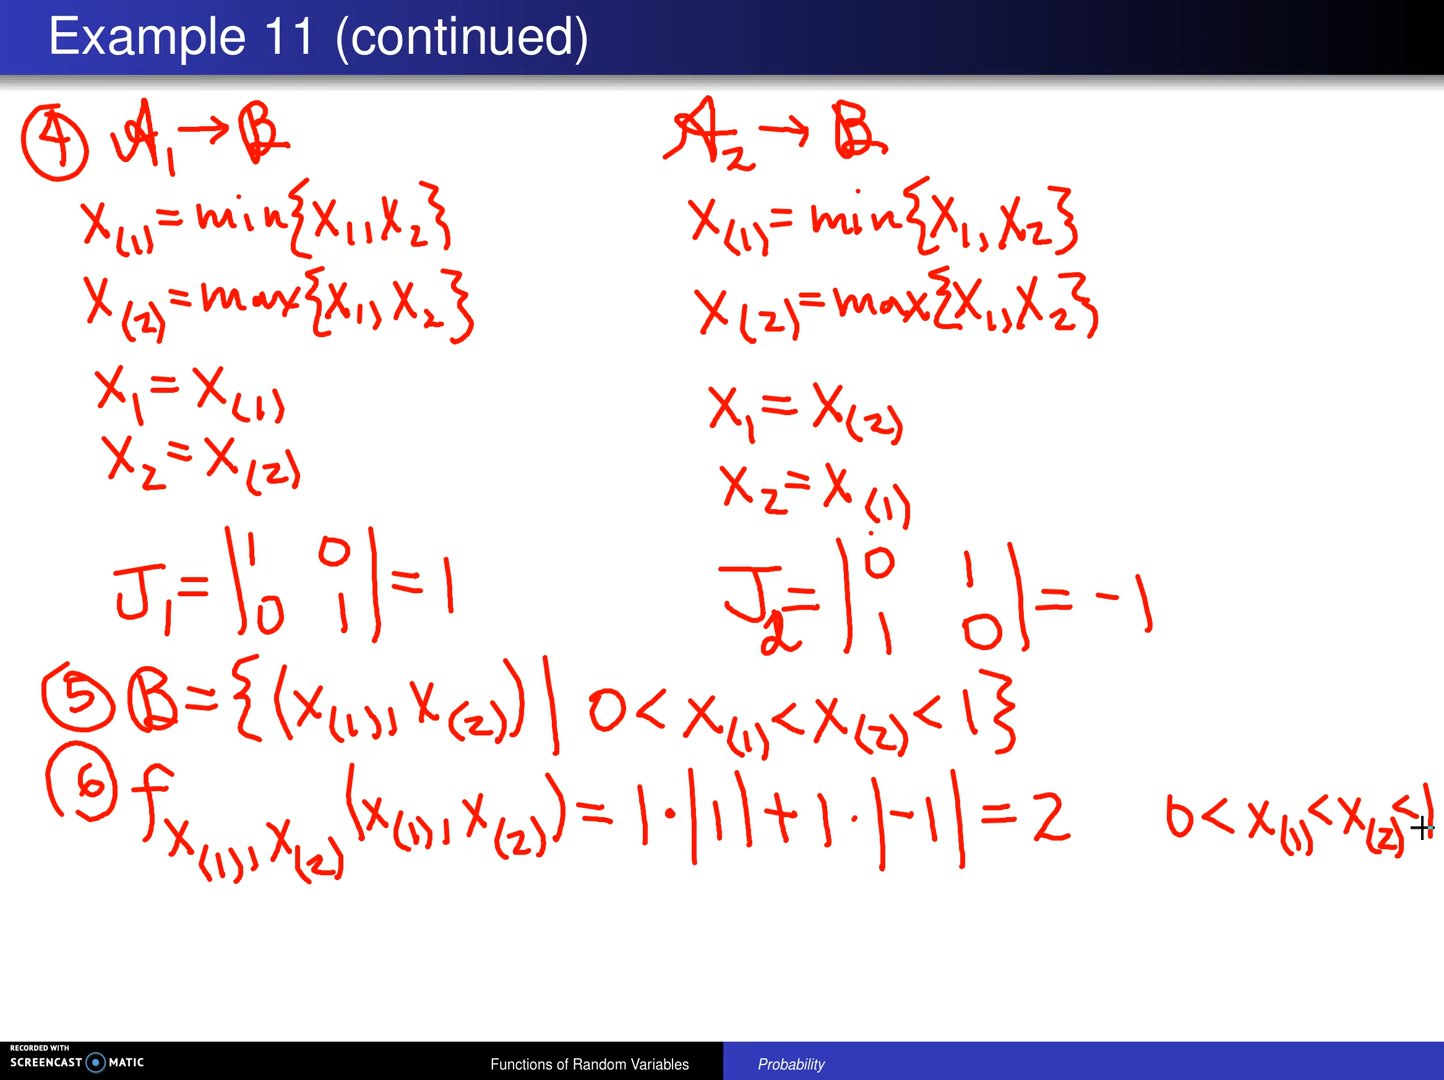 Example 11 (continued)
④ 𝒜₁ → ℬ
X₍₁₎ = min{X₁, X₂}
X₍₂₎ = max{X₁, X₂}
X₁ = X₍₁₎
X₂ = X₍₂₎
J₁ = |1 0; 0 1| = 1
𝒜₂ → ℬ
X₍₁₎ = min{X₁, X₂}
X₍₂₎ = max{X₁, X₂}
X₁ = X₍₂₎
X₂ = X₍₁₎
J₂ = |0 1; 1 0| = -1
⑤ ℬ = {(x₍₁₎, x₍₂₎) | 0 < x₍₁₎ < x₍₂₎ < 1}
⑥ f_{X₍₁₎, X₍₂₎}(x₍₁₎, x₍₂₎) = 1·|1| + 1·|-1| = 2 0 < x₍₁₎ < x₍₂₎ < 1
RECORDED WITH
SCREENCAST MATIC
Functions of Random Variables Probability